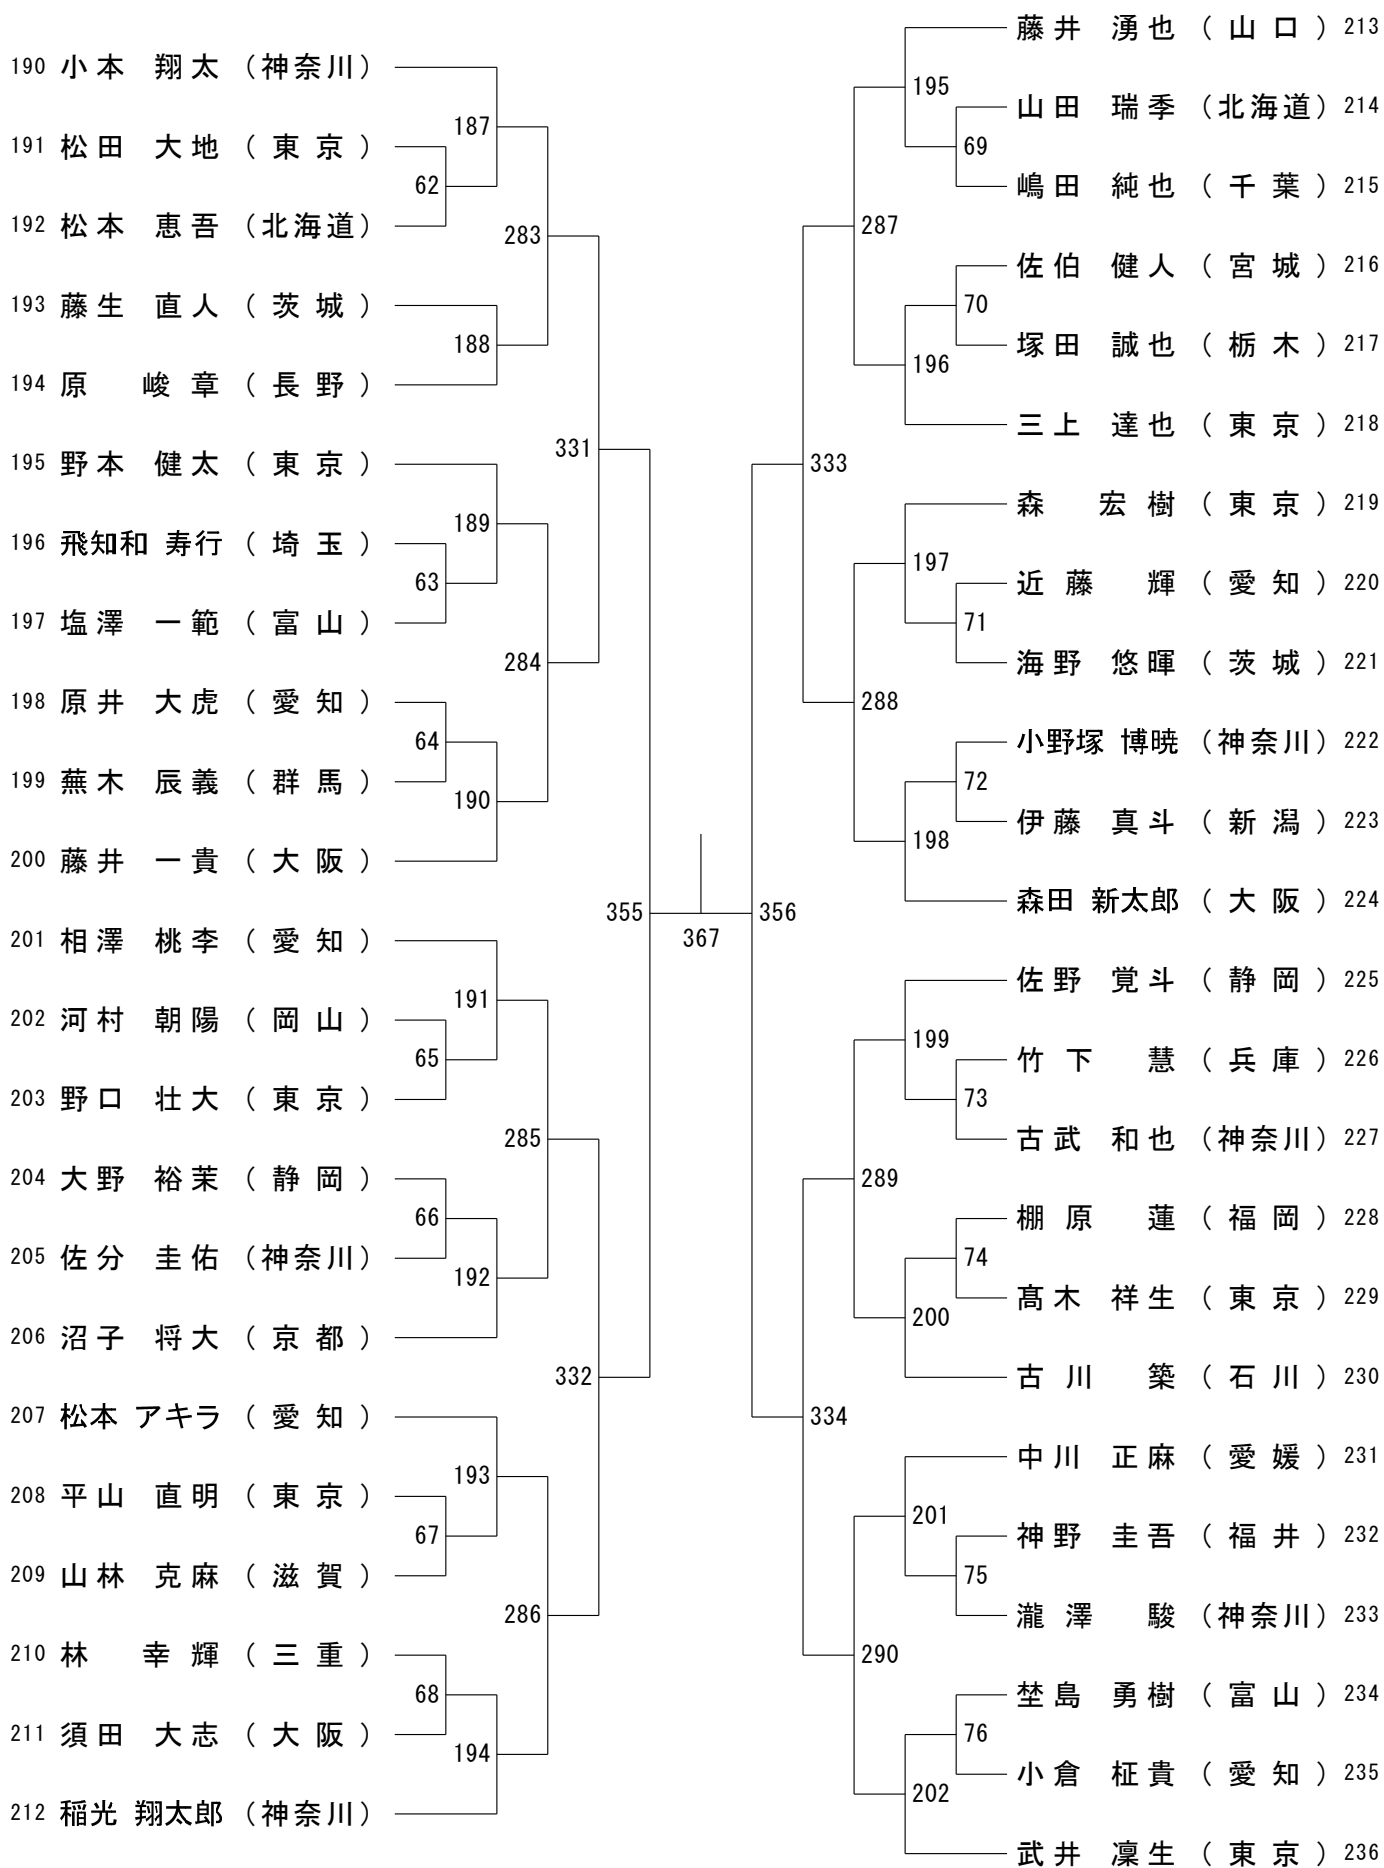 190 小本 翔太 (神奈川)
187
191 松田 大地 (東京)
62
192 松本 恵吾 (北海道)
283
193 藤生 直人 (茨城)
188
194 原 峻章 (長野)
331
195 野本 健太 (東京)
189
196 飛知和 寿行 (埼玉)
63
197 塩澤 一範 (富山)
284
198 原井 大虎 (愛知)
64
199 蕪木 辰義 (群馬)
190
200 藤井 一貴 (大阪)
355
201 相澤 桃李 (愛知)
191
202 河村 朝陽 (岡山)
65
203 野口 壮大 (東京)
285
204 大野 裕茉 (静岡)
66
205 佐分 圭佑 (神奈川)
192
206 沼子 将大 (京都)
332
207 松本 アキラ (愛知)
193
208 平山 直明 (東京)
67
209 山林 克麻 (滋賀)
286
210 林 幸輝 (三重)
68
211 須田 大志 (大阪)
194
212 稲光 翔太郎 (神奈川)
367
藤井 湧也 (山口) 213
195
山田 瑞季 (北海道) 214
69
嶋田 純也 (千葉) 215
287
佐伯 健人 (宮城) 216
70
塚田 誠也 (栃木) 217
196
三上 達也 (東京) 218
333
森 宏樹 (東京) 219
197
近藤 輝 (愛知) 220
71
海野 悠暉 (茨城) 221
288
小野塚 博暁 (神奈川) 222
72
伊藤 真斗 (新潟) 223
198
森田 新太郎 (大阪) 224
356
佐野 覚斗 (静岡) 225
199
竹下 慧 (兵庫) 226
73
古武 和也 (神奈川) 227
289
棚原 蓮 (福岡) 228
74
髙木 祥生 (東京) 229
200
古川 築 (石川) 230
334
中川 正麻 (愛媛) 231
201
神野 圭吾 (福井) 232
75
瀧澤 駿 (神奈川) 233
290
埜島 勇樹 (富山) 234
76
小倉 柾貴 (愛知) 235
202
武井 凜生 (東京) 236